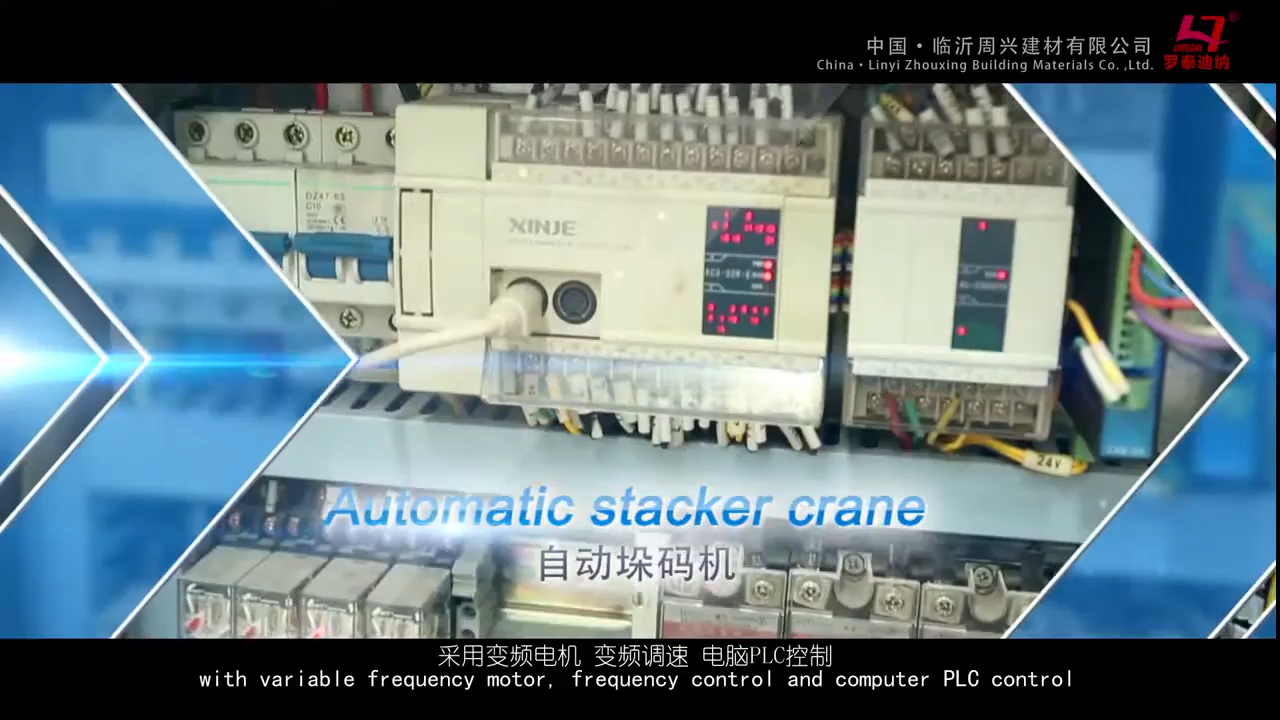 中国·临沂周兴建材有限公司
China·Linyi Zhouxing Building Materials Co. ,Ltd.
罗泰迪纳
DZ47-63
C10
XINJE
24V
Automatic stacker crane
自动垛码机
采用变频电机 变频调速 电脑PLC控制
with variable frequency motor, frequency control and computer PLC control